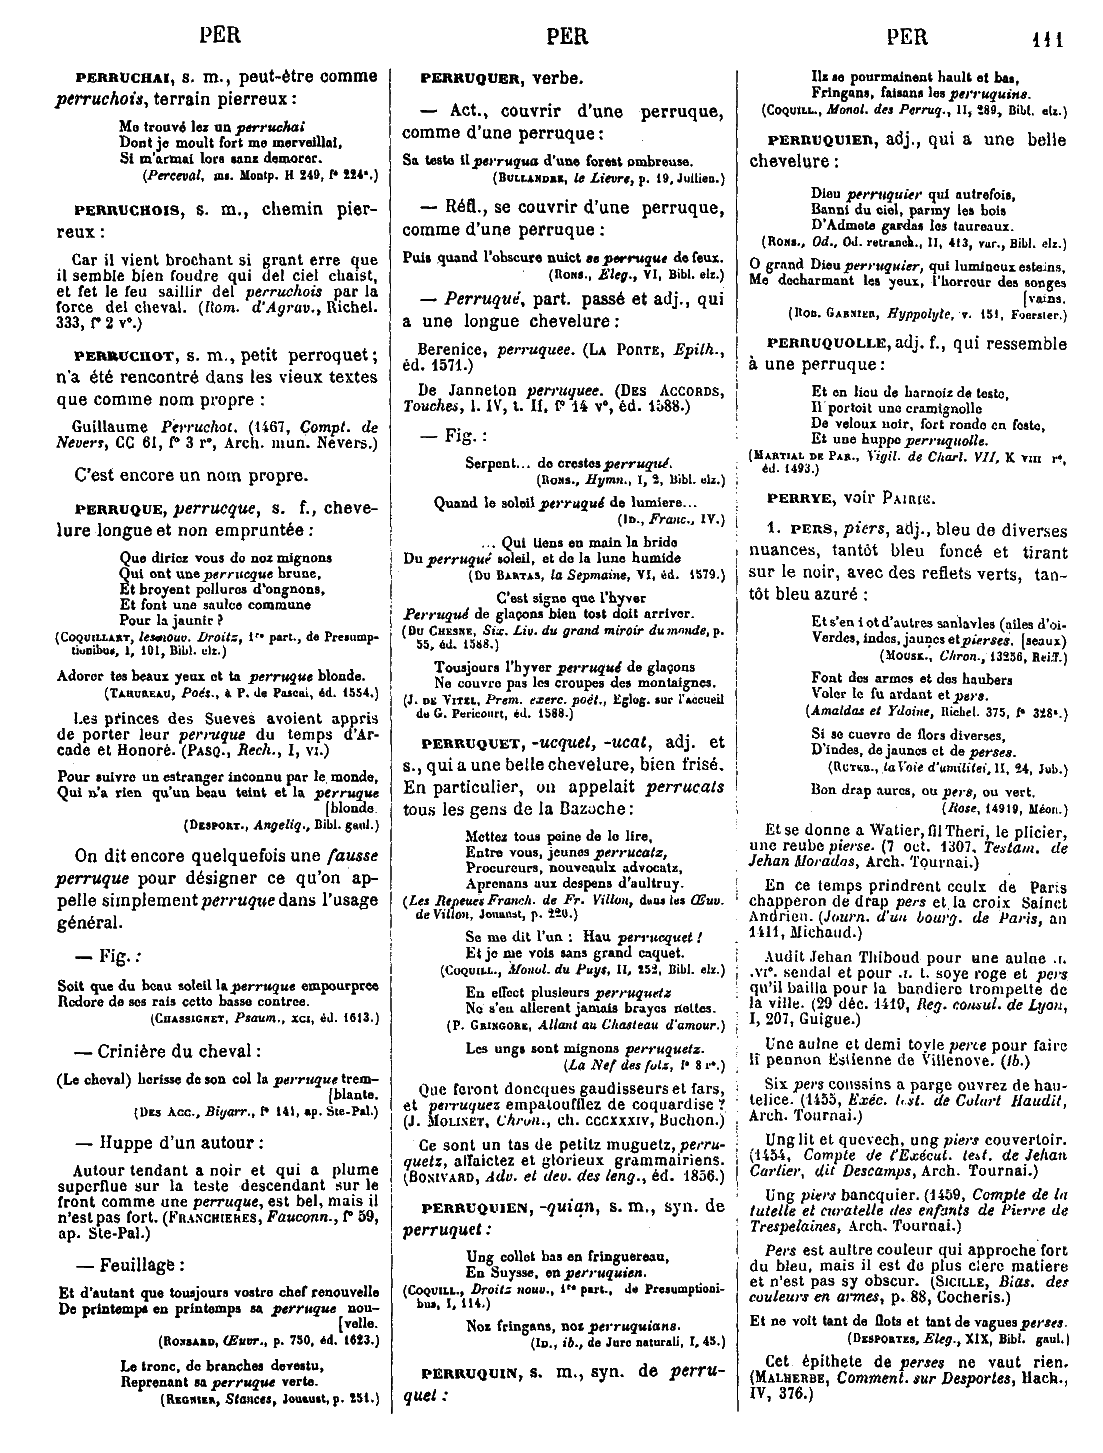 PER
PER
PER
111
PERRUCHAI, s. m., peut-être comme
perruchois, terrain pierreux :
Me trouvé lez un perruchai
Dont je moult fort me merveillai,
Si m'armai lors sanz demorer.
(Perceval, ms. Montp. H 249, fº 224ª.)
PERRUCHOIS, s. m., chemin pier-
reux :
Car il vient brochant si grant erre que
il semble bien foudre qui del ciel chaist,
et fet le feu saillir del perruchois par la
force del cheval. (Rom. d'Agrav., Richel.
333, fº 2 vº.)
PERRUCHOT, s. m., petit perroquet ;
n'a été rencontré dans les vieux textes
que comme nom propre :
Guillaume Perruchot. (1467, Compt. de
Nevers, CC 61, fº 3 rº, Arch. mun. Nevers.)
C'est encore un nom propre.
PERRUQUE, perrucque, s. f., cheve-
lure longue et non empruntée :
Que diriez vous do noz mignons
Qui ont une perrucque brune,
Et broyent pellures d'ongnons,
Et font une saulce commune
Pour la jaunir ?
(COQUILLART, les nouv. Droitz, 1re part., de Presump-
tionibus, I, 101, Bibl. elz.)
Adorer tes beaux yeux et ta perruque blonde.
(TAHUREAU, Poés., à P. de Pascal, éd. 1554.)
Les princes des Sueves avoient appris
de porter leur perruque du temps d'Ar-
cade et Honoré. (PASQ., Rech., I, VI.)
Pour suivre un estranger inconnu par le monde,
Qui n'a rien qu'un beau teint et la perruque
[blonde.
(DESPORT., Angeliq., Bibl. gaul.)
On dit encore quelquefois une fausse
perruque pour désigner ce qu'on ap-
pelle simplement perruque dans l'usage
général.
— Fig. :
Soit que du beau soleil la perruque empourpree
Redore de ses rais cette basse contree.
(CHASSIGNET, Psaum., XCI, éd. 1613.)
— Crinière du cheval :
(Le cheval) herisse de son col la perruque trem-
[blante.
(DES ACC., Bigarr., fº 141, ap. Ste-Pal.)
— Huppe d'un autour :
Autour tendant a noir et qui a plume
superflue sur la teste descendant sur le
front comme une perruque, est bel, mais il
n'est pas fort. (FRANCHIERES, Fauconn., fº 59,
ap. Ste-Pal.)
— Feuillage :
Et d'autant que tousjours vostre chef renouvelle
De printemps en printemps sa perruque nou-
[velle.
(RONSARD, Œuvr., p. 750, éd. 1623.)
Le tronc, de branches devestu,
Reprenant sa perruque verte.
(REGNIER, Stances, Jouaust, p. 251.)
PERRUQUER, verbe.
— Act., couvrir d'une perruque,
comme d'une perruque :
Sa teste il perruqua d'une forest ombreuse.
(BULLANDRE, le Lievre, p. 19, Jullien.)
— Réfl., se couvrir d'une perruque,
comme d'une perruque :
Puis quand l'obscure nuict se perruque de feux.
(RONS., Eleg., VI, Bibl. elz.)
— Perruqué, part. passé et adj., qui
a une longue chevelure :
Berenice, perruquee. (LA PORTE, Epith.,
éd. 1571.)
De Janneton perruquee. (DES ACCORDS,
Touches, l. IV, t. II, fº 14 vº, éd. 1588.)
— Fig. :
Serpent... de crestes perruqué.
(RONS., Hymn., I, 2, Bibl. elz.)
Quand le soleil perruqué de lumiere...
(ID., Franc., IV.)
... Qui tiens en main la bride
Du perruqué soleil, et de la lune humide
(DU BARTAS, la Sepmaine, VI, éd. 1579.)
C'est signe que l'hyver
Perruqué de glaçons bien tost doit arriver.
(DU CHESNE, Six. Liv. du grand miroir du monde, p.
55, éd. 1588.)
Tousjours l'hyver perruqué de glaçons
Ne couvre pas les croupes des montaignes.
(J. DE VITEL, Prem. exerc. poét., Eglog. sur l'accueil
de G. Pericourt, éd. 1588.)
PERRUQUET, -ucquet, -ucat, adj. et
s., qui a une belle chevelure, bien frisé.
En particulier, on appelait perrucats
tous les gens de la Bazoche :
Mettez tous peine de le lire,
Entre vous, jeunes perrucatz,
Procureurs, nouveaulx advocatz,
Aprenans aux despens d'aultruy.
(Les Repeues Franch. de Fr. Villon, dans les Œuv.
de Villon, Jouaust, p. 220.)
Se me dit l'un : Hau perrucquet !
Et je me vois sans grand caquet.
(COQUILL., Monol. du Puys, II, 252, Bibl. elz.)
En effect plusieurs perruquetz
Ne s'en allerent jamais brayes nettes.
(P. GRINGORE, Allant au Chasteau d'amour.)
Les ungs sont mignons perruquetz.
(La Nef des folz, fº 8 rº.)
Que feront doncques gaudisseurs et fars,
et perruquez empatoufflez de coquardise ?
(J. MOLINET, Chron., ch. CCCXXXIV, Buchon.)
Ce sont un tas de petitz muguetz, perru-
quetz, affaictez et glorieux grammairiens.
(BONIVARD, Adv. et dev. des leng., éd. 1856.)
PERRUQUIEN, -quian, s. m., syn. de
perruquet :
Ung collet bas en fringuereau,
En Suysse, en perruquien.
(COQUILL., Droitz nouv., 1re part., de Presumptioni-
bus, I, 114.)
Noz fringans, noz perruquians.
(ID., ib., de Jure naturali, I, 45.)
PERRUQUIN, s. m., syn. de perru-
quet :
Ilz se pourmainent hault et bas,
Fringans, faisans les perruquins.
(COQUILL., Monol. des Perruq., II, 289, Bibl. elz.)
PERRUQUIER, adj., qui a une belle
chevelure :
Dieu perruquier qui autrefois,
Banni du ciel, parmy les bois
D'Admete gardas les taureaux.
(RONS., Od., Od. retranch., II, 413, var., Bibl. elz.)
O grand Dieu perruquier, qui lumineux esteins,
Me decharmant les yeux, l'horreur des songes
[vains.
(ROB. GARNIER, Hyppolyte, v. 151, Foerster.)
PERRUQUOLLE, adj. f., qui ressemble
à une perruque :
Et en lieu de harnoiz de teste,
Il portoit une cramignolle
De veloux noir, fort ronde en feste,
Et une huppe perruquolle.
(MARTIAL DE PAR., Vigil. de Charl. VII, K VIII rº,
éd. 1493.)
PERRYE, voir PAIRIE.
1. PERS, piers, adj., bleu de diverses
nuances, tantôt bleu foncé et tirant
sur le noir, avec des reflets verts, tan-
tôt bleu azuré :
Et s'en i ot d'autres sanlavles (ailes d'oi-
Verdes, indes, jaunes et pierses. [seaux)
(MOUSK., Chron., 13256, Reiff.)
Font des armes et des haubers
Voler le fu ardant et pers.
(Amaldas et Ydoine, Richel. 375, fº 328ª.)
Si se cuevre de flors diverses,
D'indes, de jaunes et de perses.
(RUTEB., la Voie d'umilitei, II, 24, Jub.)
Bon drap aures, ou pers, ou vert.
(Rose, 14919, Méon.)
Et se donne a Watier, fil Theri, le plicier,
une reube pierse. (7 oct. 1307, Testam. de
Jehan Moradas, Arch. Tournai.)
En ce temps prindrent ceulx de Paris
chapperon de drap pers et la croix Sainct
Andrieu. (Journ. d'un bourg. de Paris, an
1411, Michaud.)
Audit Jehan Thiboud pour une aulne .I.
.VIº. sendal et pour .I. t. soye roge et pers
qu'il bailla pour la bandiere trompette de
la ville. (29 déc. 1419, Reg. consul. de Lyon,
I, 207, Guigue.)
Une aulne et demi toyle perce pour faire
li pennon Estienne de Villenove. (Ib.)
Six pers coussins a parge ouvrez de hau-
telice. (1455, Exéc. test. de Colart Haudit,
Arch. Tournai.)
Ung lit et quevech, ung piers couvertoir.
(1454, Compte de l'Exécut. test. de Jehan
Carlier, dit Descamps, Arch. Tournai.)
Ung piers bancquier. (1459, Compte de la
tutelle et curatelle des enfants de Pierre de
Trespelaines, Arch. Tournai.)
Pers est aultre couleur qui approche fort
du bleu, mais il est de plus clere matiere
et n'est pas sy obscur. (SICILLE, Blas. des
couleurs en armes, p. 88, Cocheris.)
Et ne voit tant de flots et tant de vagues perses.
(DESPORTES, Eleg., XIX, Bibl. gaul.)
Cet épithete de perses ne vaut rien.
(MALHERBE, Comment. sur Desportes, Hach.,
IV, 376.)